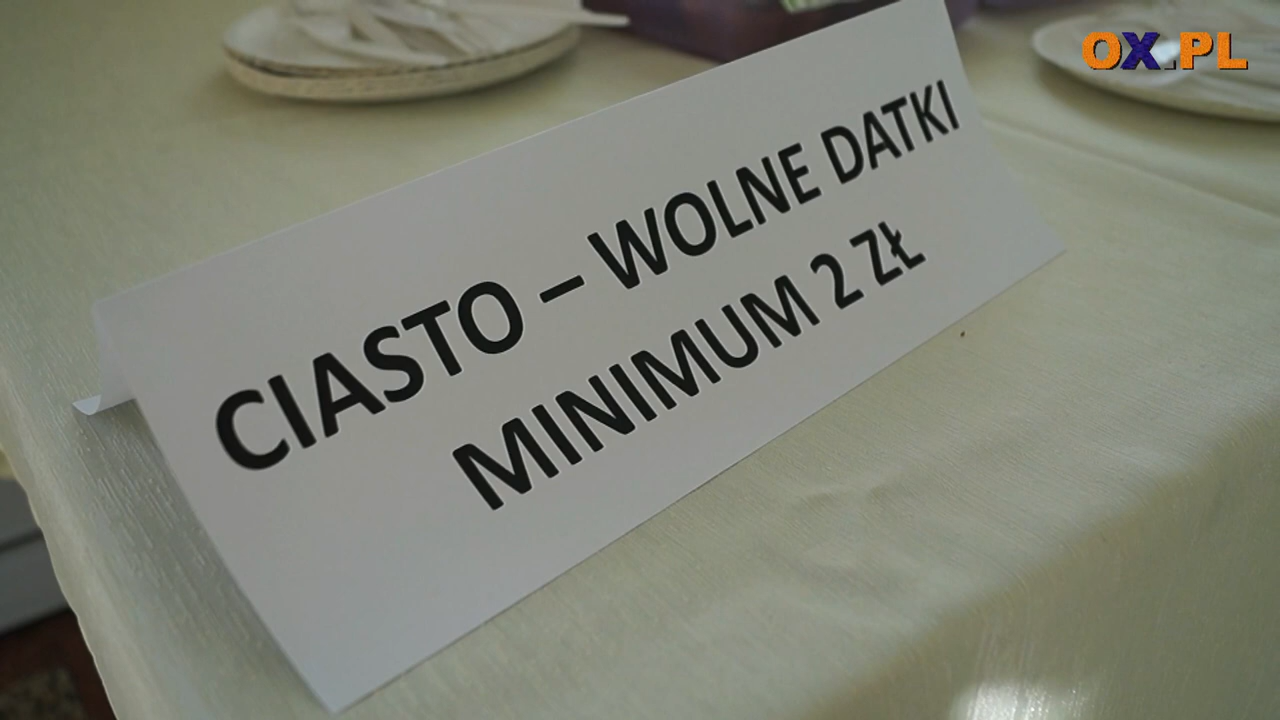 OX.PL
CIASTO – WOLNE DATKI
MINIMUM 2 ZŁ